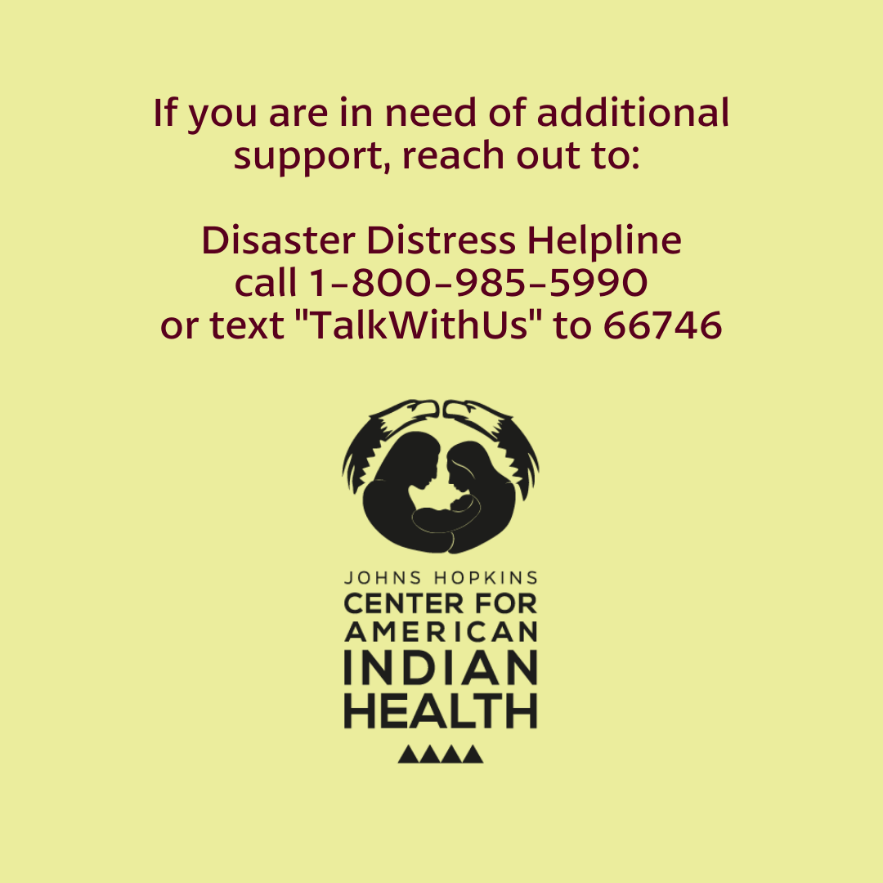 If you are in need of additional
support, reach out to:
Disaster Distress Helpline
call 1-800-985-5990
or text "TalkWithUs" to 66746
JOHNS HOPKINS
CENTER FOR
AMERICAN
INDIAN
HEALTH